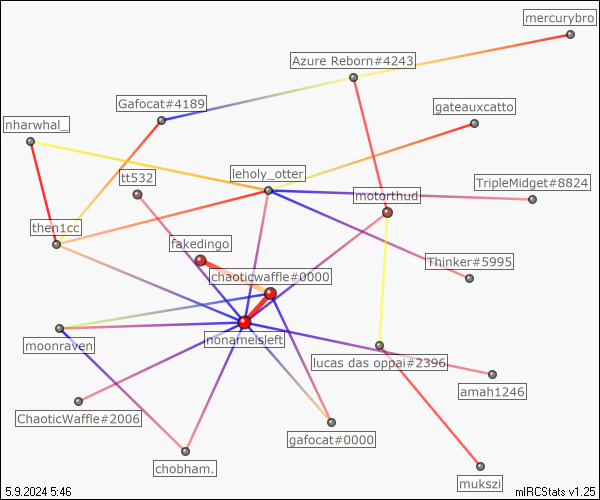 mercurybro
Azure Reborn#4243
Gafocat#4189
gateauxcatto
nharwhal_
leholy_otter
tt532
TripleMidget#8824
motorthud
then1cc
fakedingo
Thinker#5995
chaoticwaffle#0000
nonameisleft
moonraven
lucas das oppai#2396
amah1246
ChaoticWaffle#2006
gafocat#0000
chobham.
mukszi
5.9.2024 5:46
mIRCStats v1.25